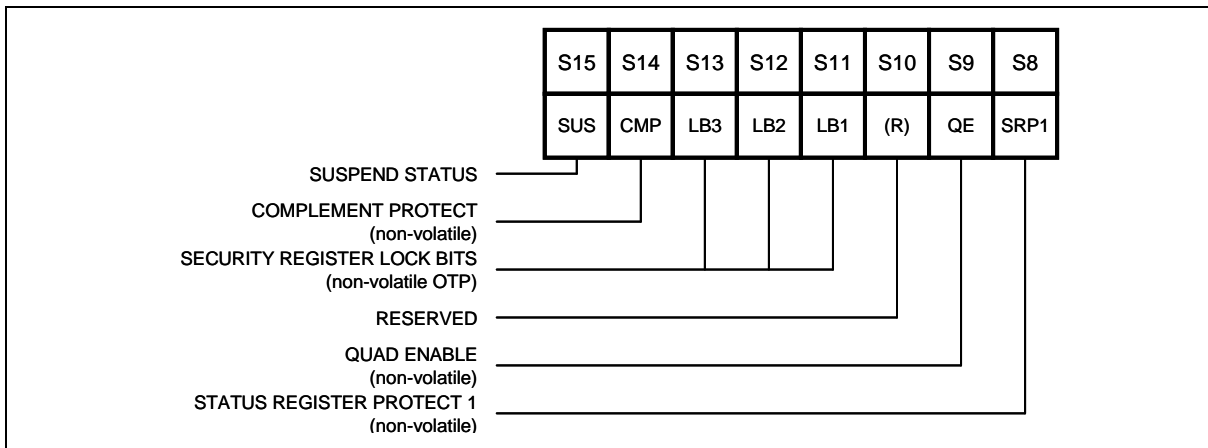 S15 S14 S13 S12 S11 S10 S9 S8
SUS CMP LB3 LB2 LB1 (R) QE SRP1
SUSPEND STATUS
COMPLEMENT PROTECT
(non-volatile)
SECURITY REGISTER LOCK BITS
(non-volatile OTP)
RESERVED
QUAD ENABLE
(non-volatile)
STATUS REGISTER PROTECT 1
(non-volatile)